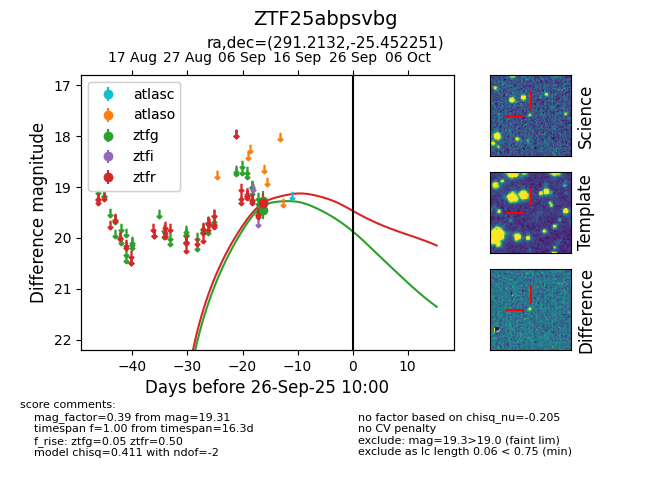 ZTF25abpsvbg
ra,dec=(291.2132,-25.452251)
17 Aug 27 Aug 06 Sep 16 Sep 26 Sep 06 Oct
17
18
19
20
21
22
Difference magnitude
atlasc
atlaso
ztfg
ztfi
ztfr
−40 −30 −20 −10 0 10
Days before 26-Sep-25 10:00
Science
Template
Difference
score comments:
mag_factor=0.39 from mag=19.31
timespan f=1.00 from timespan=16.3d
f_rise: ztfg=0.05 ztfr=0.50
model chisq=0.411 with ndof=-2
no factor based on chisq_nu=-0.205
no CV penalty
exclude: mag=19.3>19.0 (faint lim)
exclude as lc length 0.06 < 0.75 (min)